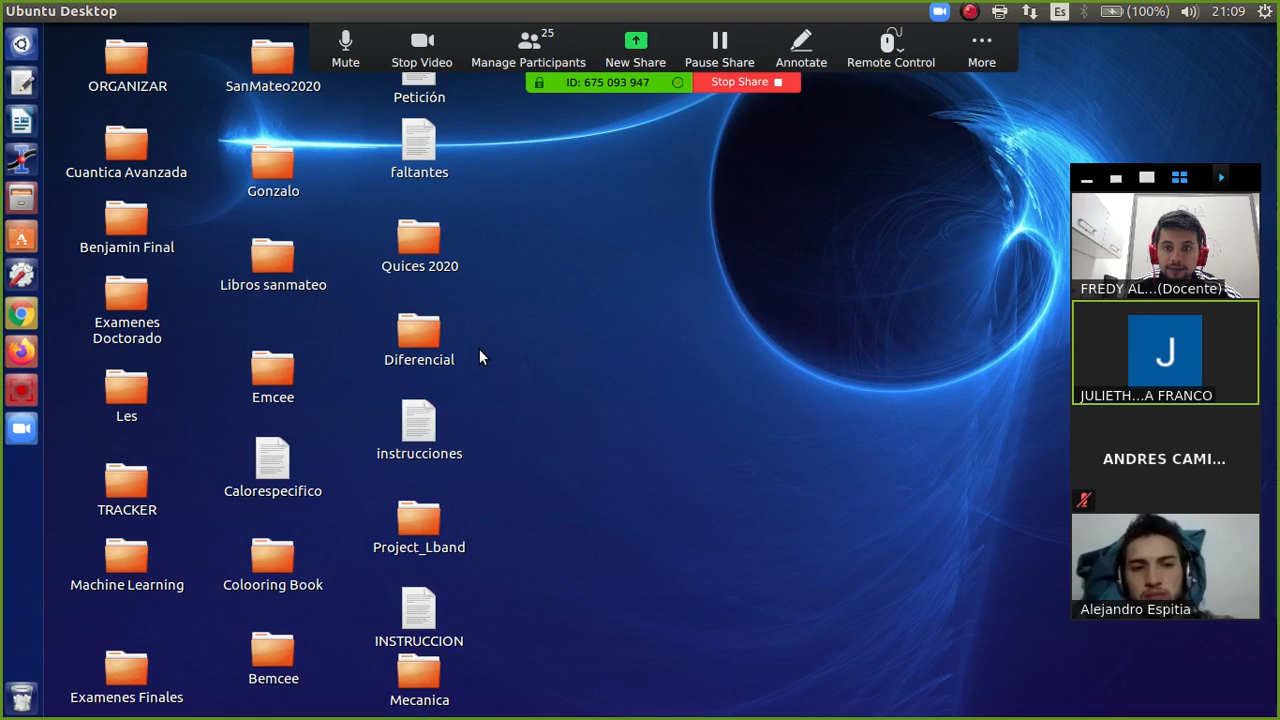 Ubuntu Desktop
Es
(100%)
21:09
Mute
Stop Video
Manage Participants
25
New Share
Pause Share
Annotate
Remote Control
More
ID: 675 093 947
Stop Share
ORGANIZAR
SanMateo2020
Petición
Cuantica Avanzada
Gonzalo
faltantes
Benjamin Final
Libros sanmateo
Quices 2020
Examenes
Doctorado
Emcee
Diferencial
Les
Calorespecifico
instrucciones
TRACKER
Colooring Book
Project_Lband
Machine Learning
Bemcee
INSTRUCCION
Examenes Finales
Mecanica
FREDY AL...(Docente)
J
JULIETH...A FRANCO
ANDRES CAMI...
Alejandro Espitia